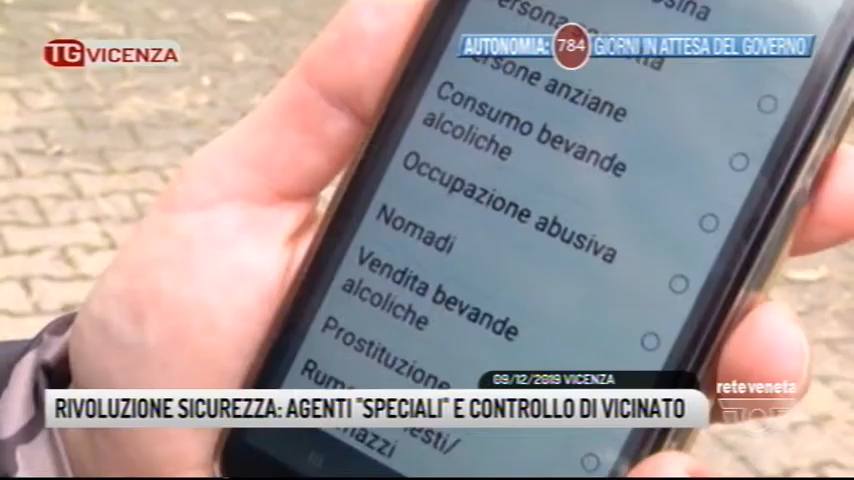 TG VICENZA
AUTONOMIA: 784 GIORNI IN ATTESA DEL GOVERNO
Persone anziane
Consumo bevande
alcoliche
Occupazione abusiva
Nomadi
Vendita bevande
alcoliche
Prostituzione
09/12/2019 VICENZA
RIVOLUZIONE SICUREZZA: AGENTI "SPECIALI" E CONTROLLO DI VICINATO
reteveneta